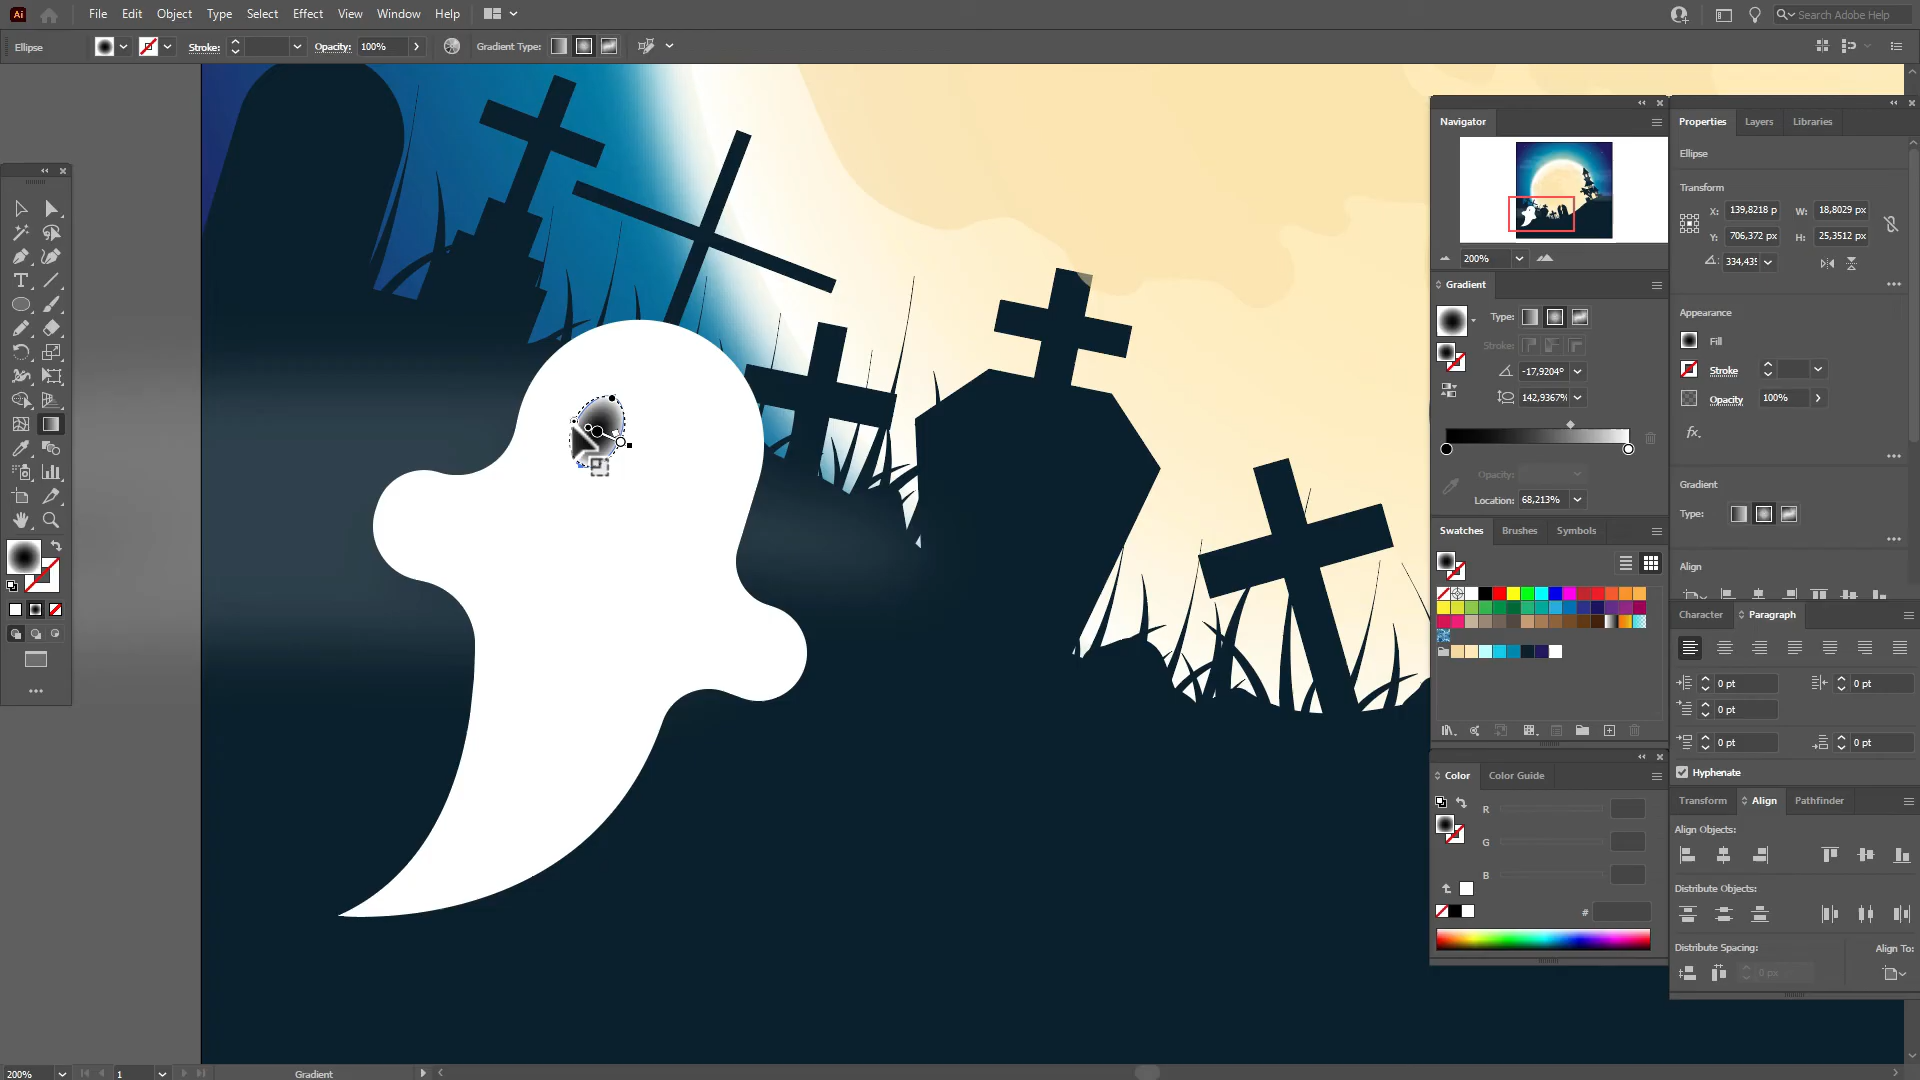 Ai File Edit Object Type Select Effect View Window Help Search Adobe Help
Ellipse Stroke: Opacity: 100% Gradient Type:
Navigator Properties Layers Libraries
Ellipse
Transform
X: 139,8218 p W: 18,8029 px
Y: 706,372 px H: 25,3512 px
200% 334,435
Gradient
Type: Appearance
Stroke: Fill
-17,9204° Stroke
142,9367% Opacity 100%
fx.
Opacity: Gradient
Location: 68,213% Type:
Swatches Brushes Symbols
Align
Character Paragraph
0 pt 0 pt
0 pt
0 pt 0 pt
Color Color Guide Hyphenate
R Transform Align Pathfinder
G Align Objects:
B Distribute Objects:
#
Distribute Spacing: Align To:
0 px
200% 1 Gradient